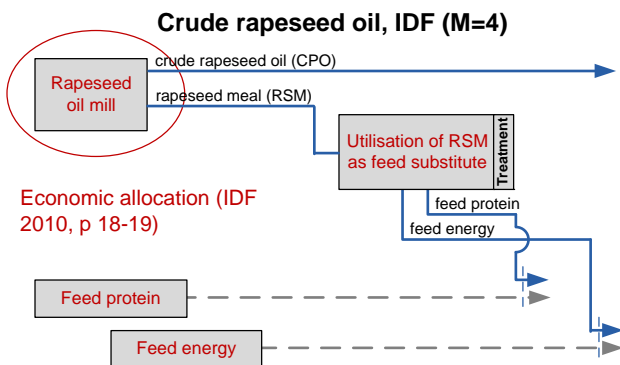 Crude rapeseed oil, IDF (M=4)
crude rapeseed oil (CPO)
Rapeseed
oil mill
rapeseed meal (RSM)
Utilisation of RSM
as feed substitute
Treatment
Economic allocation (IDF
2010, p 18-19)
feed protein
feed energy
Feed protein
Feed energy